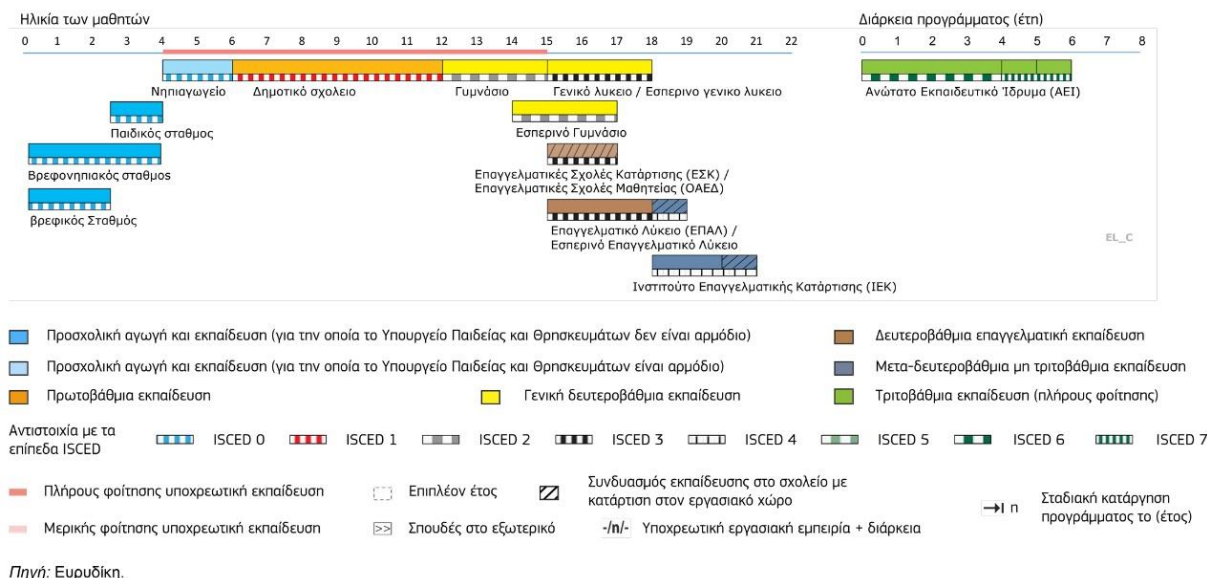 Ηλικία των μαθητών
Διάρκεια προγράμματος (έτη)
0 1 2 3 4 5 6 7 8 9 10 11 12 13 14 15 16 17 18 19 20 21 22
0 1 2 3 4 5 6 7 8
Νηπιαγωγείο Δημοτικό σχολειο Γυμνάσιο Γενικό λυκειο / Εσπερινο γενικο λυκειο
Ανώτατο Εκπαιδευτικό Ίδρυμα (ΑΕΙ)
Παιδικός σταθμος
Εσπερινό Γυμνάσιο
Βρεφονηπιακός σταθμος
Επαγγελματικές Σχολές Κατάρτισης (ΕΣΚ) /
Επαγγελματικές Σχολές Μαθητείας (ΟΑΕΔ)
βρεφικός Σταθμός
Επαγγελματικό Λύκειο (ΕΠΑΛ) /
Εσπερινό Επαγγελματικό Λύκειο
EL_C
Ινστιτούτο Επαγγελματικής Κατάρτισης (ΙΕΚ)
Προσχολική αγωγή και εκπαίδευση (για την οποία το Υπουργείο Παιδείας και Θρησκευμάτων δεν είναι αρμόδιο)
Δευτεροβάθμια επαγγελματική εκπαίδευση
Προσχολική αγωγή και εκπαίδευση (για την οποία το Υπουργείο Παιδείας και Θρησκευμάτων είναι αρμόδιο)
Μετα-δευτεροβάθμια μη τριτοβάθμια εκπαίδευση
Πρωτοβάθμια εκπαίδευση
Γενική δευτεροβάθμια εκπαίδευση
Τριτοβάθμια εκπαίδευση (πλήρους φοίτησης)
Αντιστοιχία με τα
επίπεδα ISCED
ISCED 0 ISCED 1 ISCED 2 ISCED 3 ISCED 4 ISCED 5 ISCED 6 ISCED 7
Πλήρους φοίτησης υποχρεωτική εκπαίδευση
Επιπλέον έτος
Συνδυασμός εκπαίδευσης στο σχολείο με
κατάρτιση στον εργασιακό χώρο
n Σταδιακή κατάργηση
προγράμματος το (έτος)
Μερικής φοίτησης υποχρεωτική εκπαίδευση
>> Σπουδές στο εξωτερικό
-/n/- Υποχρεωτική εργασιακή εμπειρία + διάρκεια
Πηγή: Ευρυδίκη.